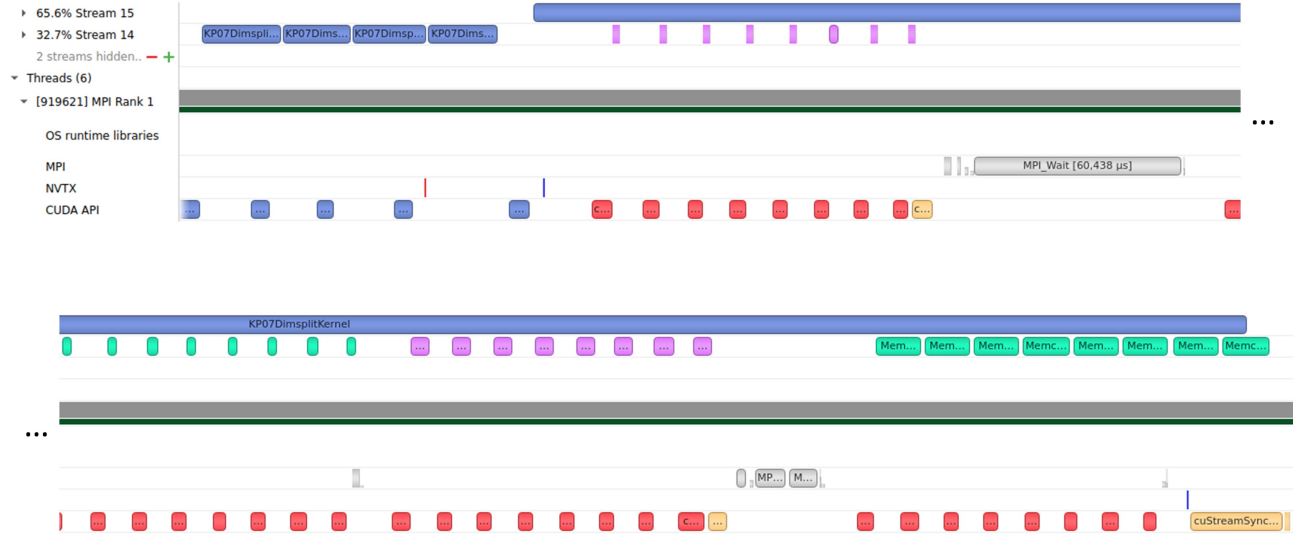 65.6% Stream 15
32.7% Stream 14
KP07Dimspli... KP07Dims... KP07Dimsp... KP07Dims...
2 streams hidden..
Threads (6)
[919621] MPI Rank 1
...
OS runtime libraries
MPI
MPI_Wait [60,438 µs]
NVTX
CUDA API
... ... ... ... ... c... ... ... ... ... ... ... ... c... ...
KP07DimsplitKernel
... ... ... ... ... ... ... ... Mem... Mem... Mem... Memc... Mem... Mem... Mem... Memc...
...
MP... M...
... ... ... ... ... ... ... ... ... ... ... ... ... ... c... ... ... ... ... ... ... ... ... ... cuStreamSync...